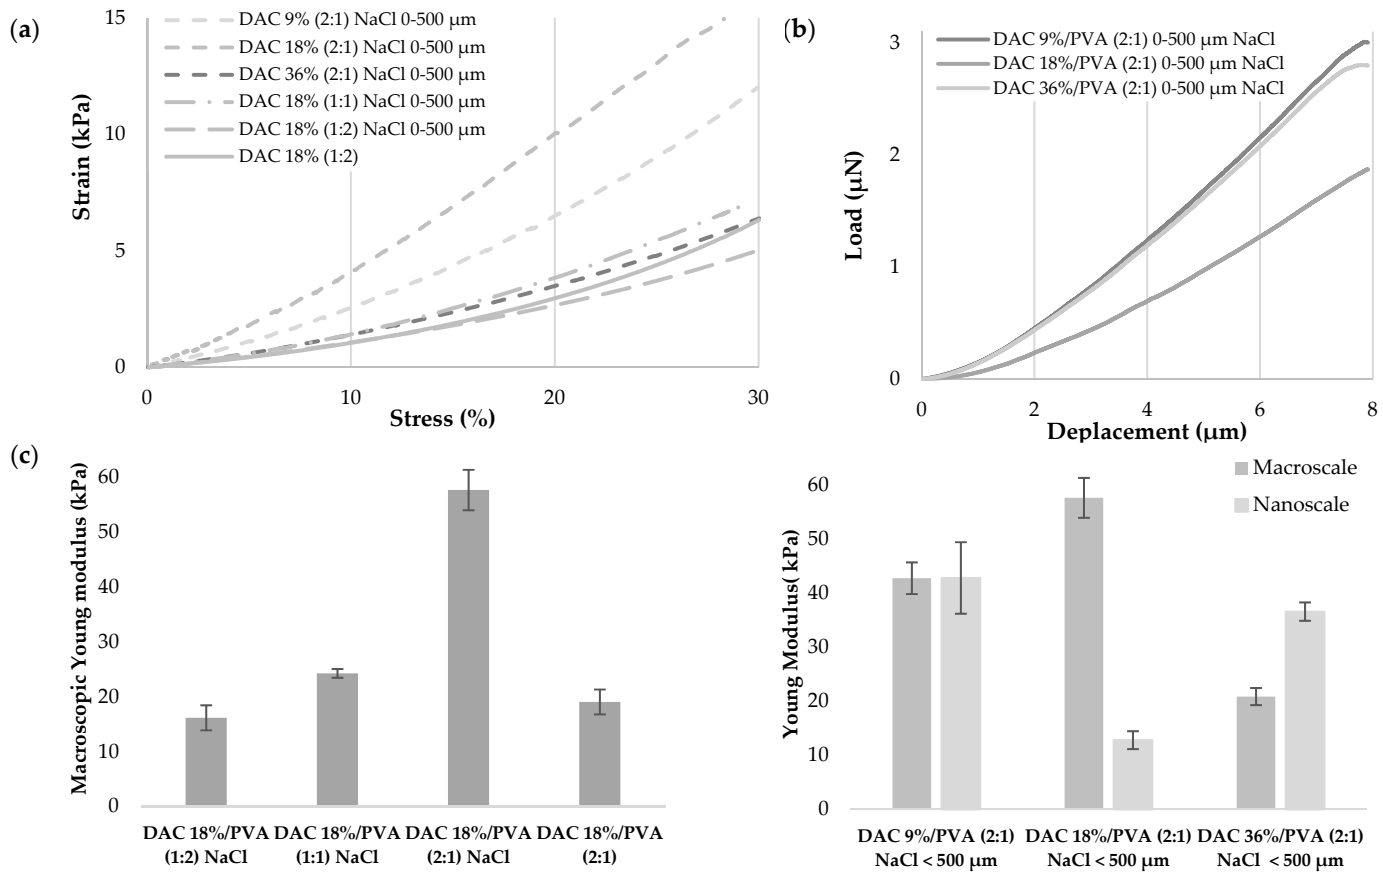 (a)
DAC 9% (2:1) NaCl 0-500 µm
DAC 18% (2:1) NaCl 0-500 µm
DAC 36% (2:1) NaCl 0-500 µm
DAC 18% (1:1) NaCl 0-500 µm
DAC 18% (1:2) NaCl 0-500 µm
DAC 18% (1:2)
Strain (kPa)
15
10
5
0
0
10
20
30
Stress (%)
(b)
DAC 9%/PVA (2:1) 0-500 µm NaCl
DAC 18%/PVA (2:1) 0-500 µm NaCl
DAC 36%/PVA (2:1) 0-500 µm NaCl
Load (µN)
3
2
1
0
0
2
4
6
8
Deplacement (µm)
(c)
Macroscopic Young modulus (kPa)
60
50
40
30
20
10
0
DAC 18%/PVA
(1:2) NaCl
DAC 18%/PVA
(1:1) NaCl
DAC 18%/PVA
(2:1) NaCl
DAC 18%/PVA
(2:1)
Macroscale
Nanoscale
Young Modulus( kPa)
60
50
40
30
20
10
0
DAC 9%/PVA (2:1)
NaCl < 500 µm
DAC 18%/PVA (2:1)
NaCl < 500 µm
DAC 36%/PVA (2:1)
NaCl < 500 µm